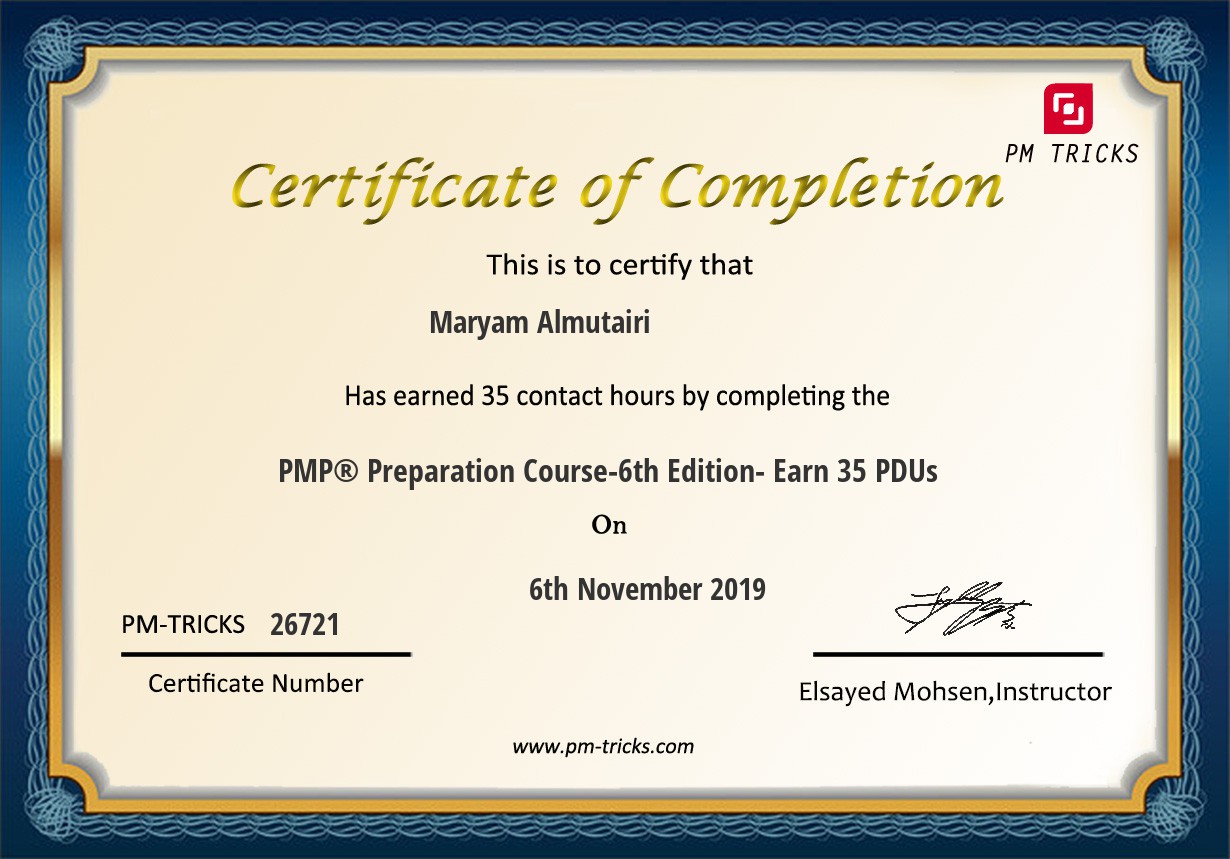 PM TRICKS
Certificate of Completion
This is to certify that
Maryam Almutairi
Has earned 35 contact hours by completing the
PMP® Preparation Course-6th Edition- Earn 35 PDUs
On
6th November 2019
PM-TRICKS 26721
Certificate Number
Elsayed Mohsen,Instructor
www.pm-tricks.com